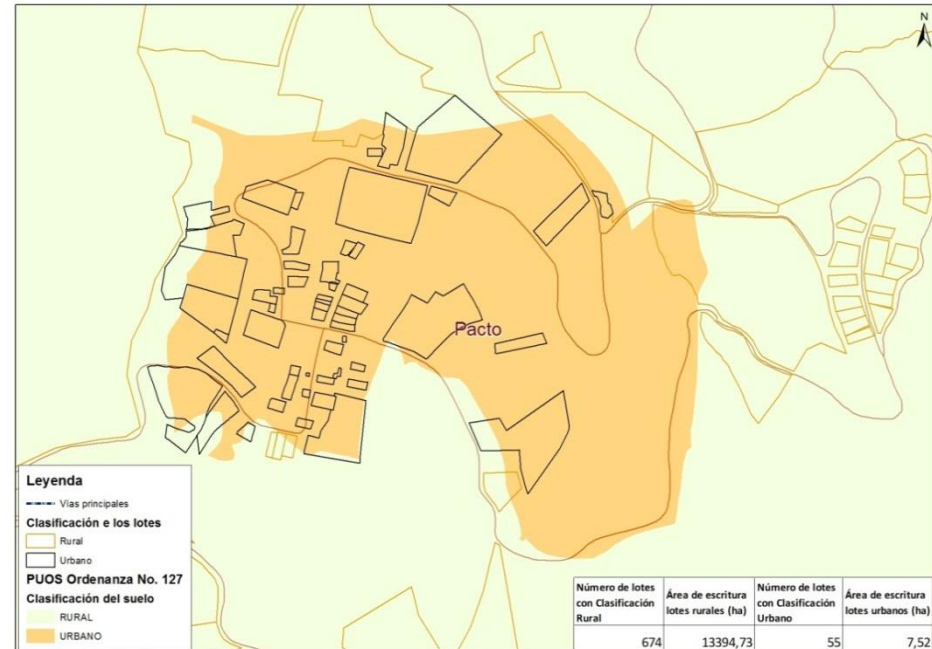 N
Pacto
Leyenda
Vías principales
Clasificación e los lotes
Rural
Urbano
PUOS Ordenanza No. 127
Clasificación del suelo
RURAL
URBANO
Número de lotes con Clasificación Rural
Área de escritura lotes rurales (ha)
Número de lotes con Clasificación Urbano
Área de escritura lotes urbanos (ha)
674 13394,73 55 7,52